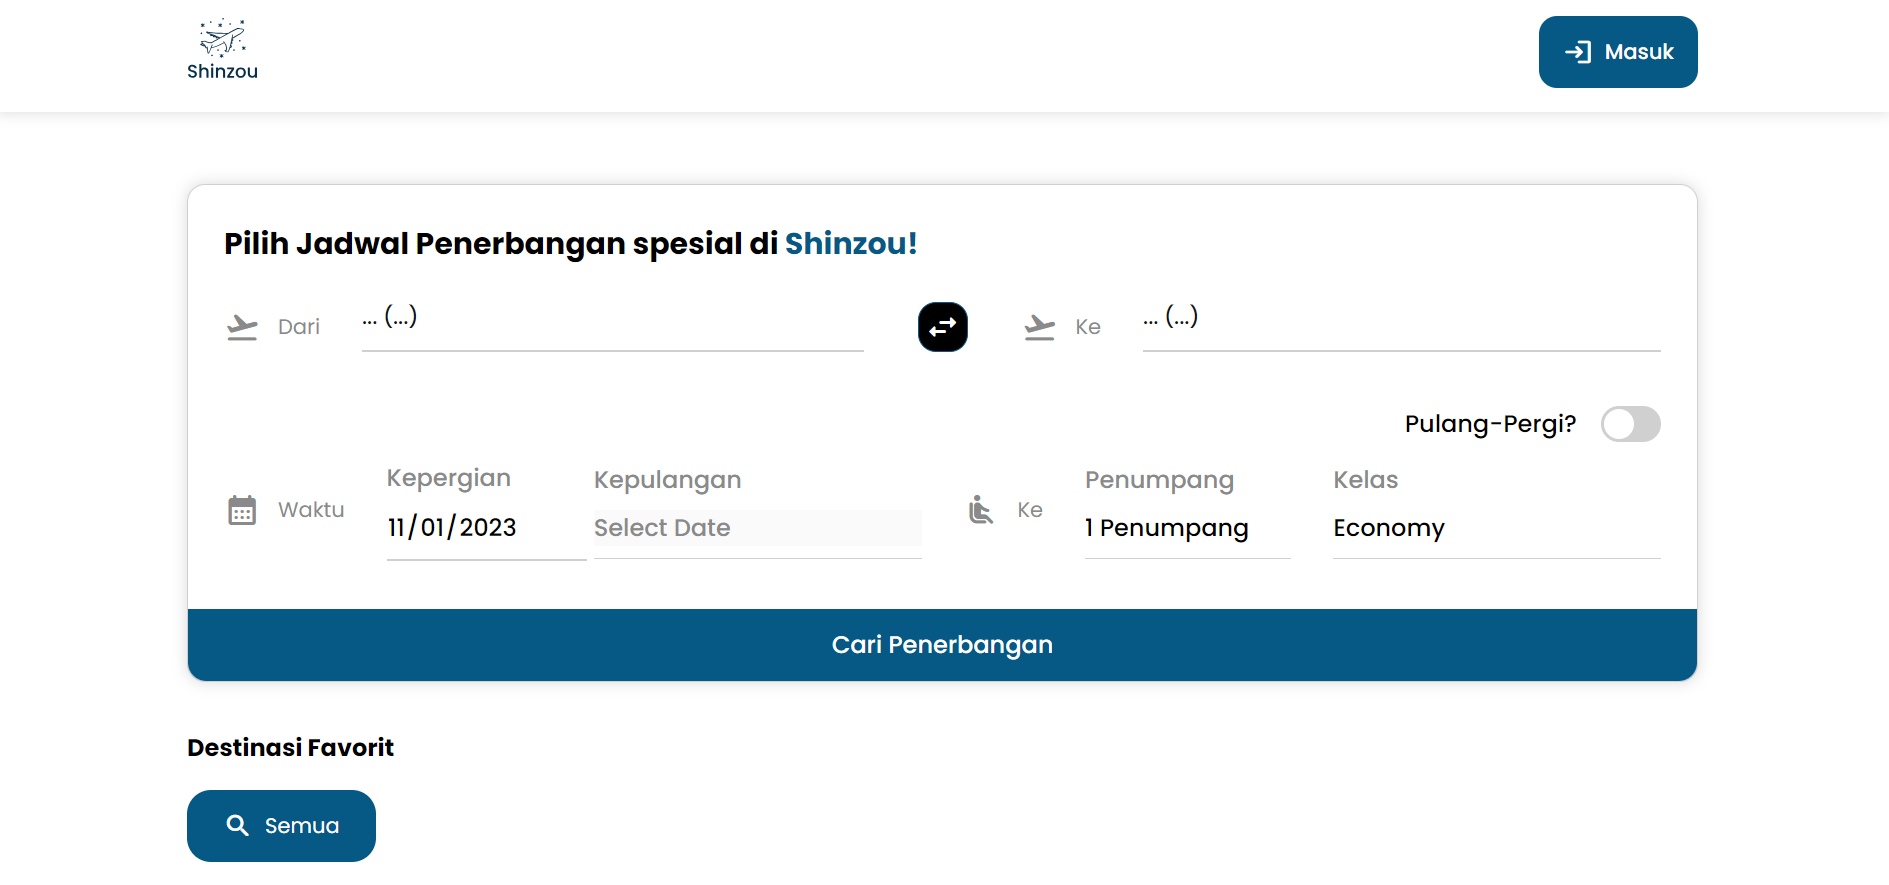 Shinzou
Masuk
Pilih Jadwal Penerbangan spesial di Shinzou!
Dari
... (...)
Ke
... (...)
Pulang-Pergi?
Waktu
Kepergian
11/01/2023
Kepulangan
Select Date
Ke
Penumpang
1 Penumpang
Kelas
Economy
Cari Penerbangan
Destinasi Favorit
Semua